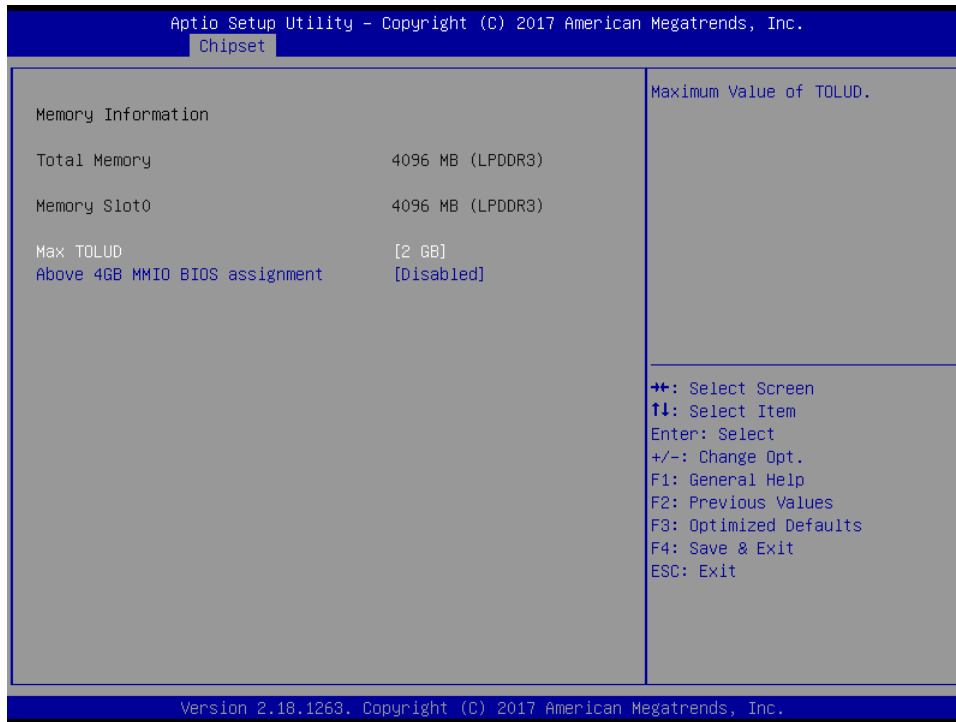 Aptio Setup Utility – Copyright (C) 2017 American Megatrends, Inc.
Chipset
Memory Information
Total Memory 4096 MB (LPDDR3)
Memory Slot0 4096 MB (LPDDR3)
Max TOLUD [2 GB]
Above 4GB MMIO BIOS assignment [Disabled]
Maximum Value of TOLUD.
→←: Select Screen
↑↓: Select Item
Enter: Select
+/-: Change Opt.
F1: General Help
F2: Previous Values
F3: Optimized Defaults
F4: Save & Exit
ESC: Exit
Version 2.18.1263. Copyright (C) 2017 American Megatrends, Inc.